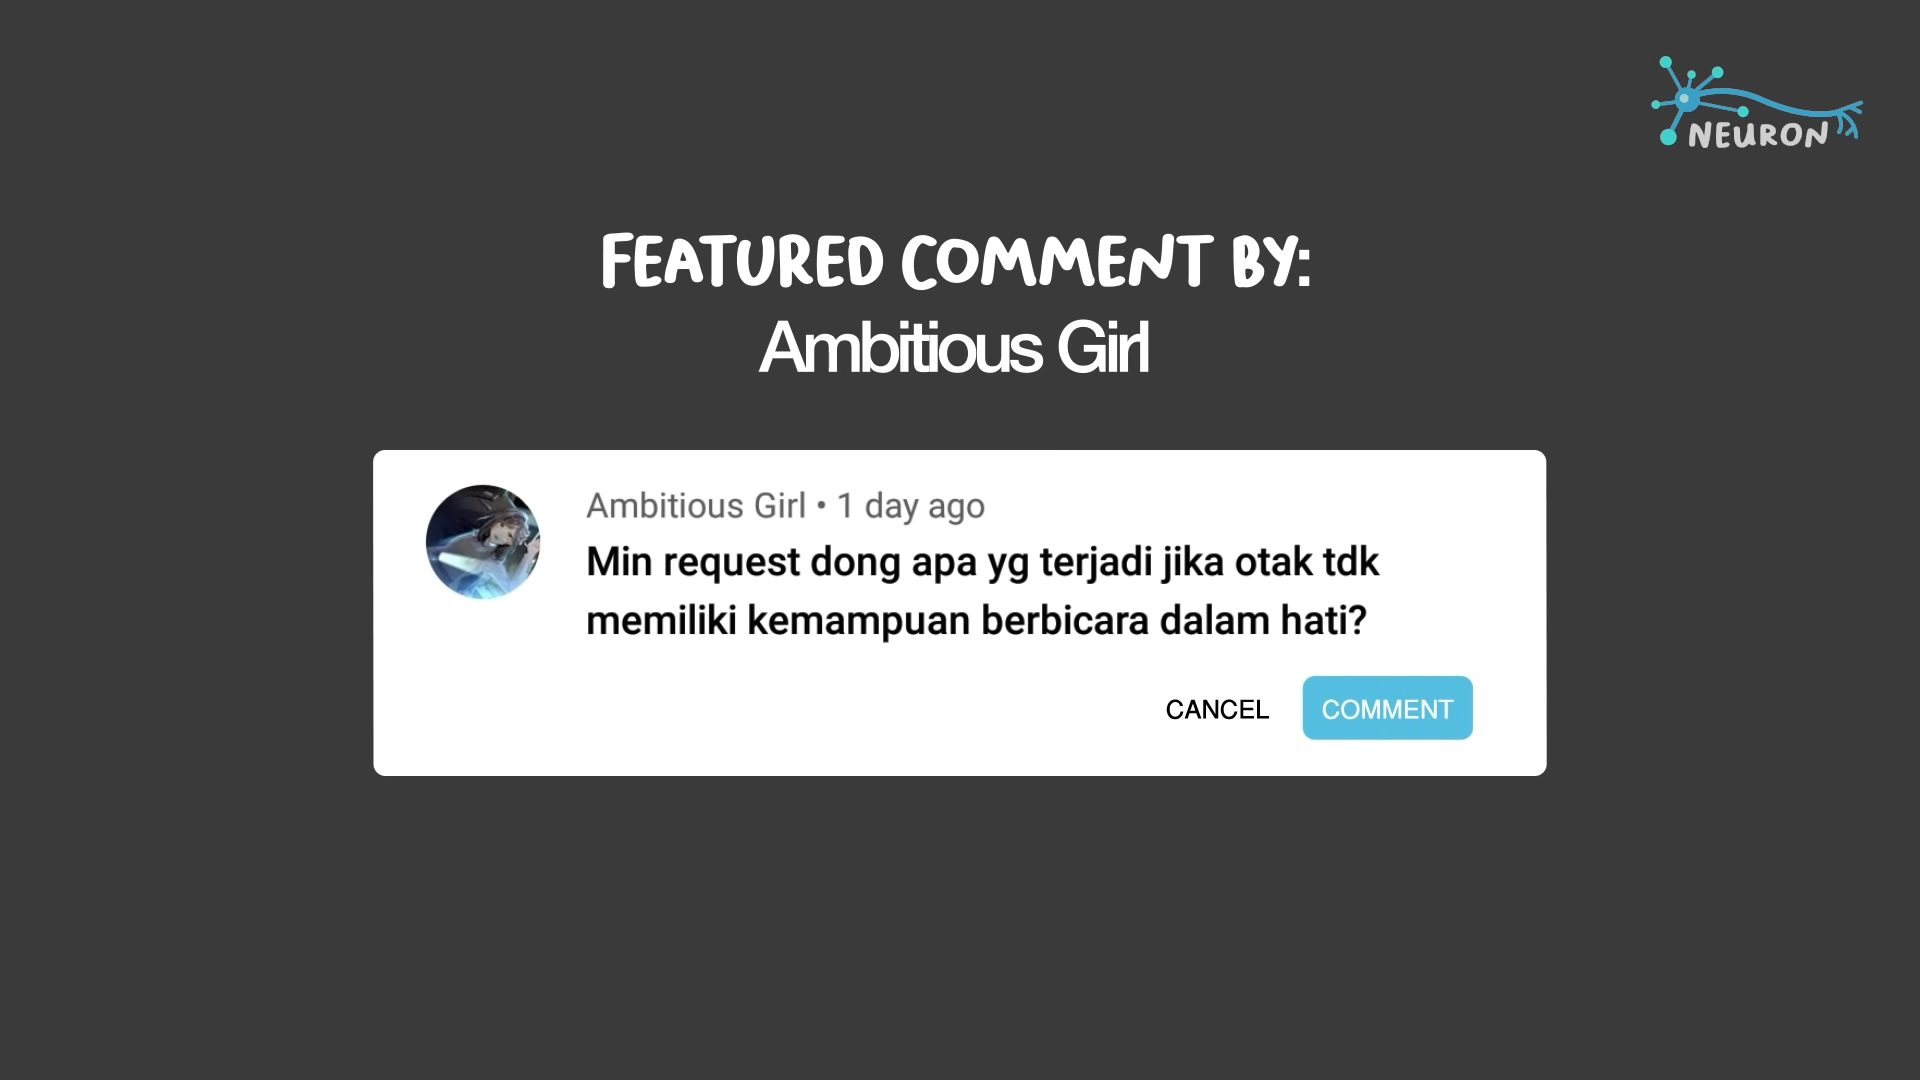 NEURON
FEATURED COMMENT BY:
Ambitious Girl
Ambitious Girl • 1 day ago
Min request dong apa yg terjadi jika otak tdk
memiliki kemampuan berbicara dalam hati?
CANCEL COMMENT